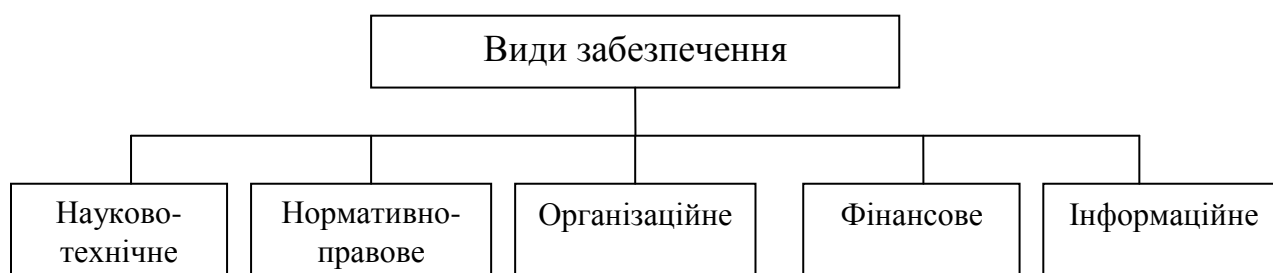 Види забезпечення
Науково-
технічне
Нормативно-
правове
Організаційне
Фінансове
Інформаційне